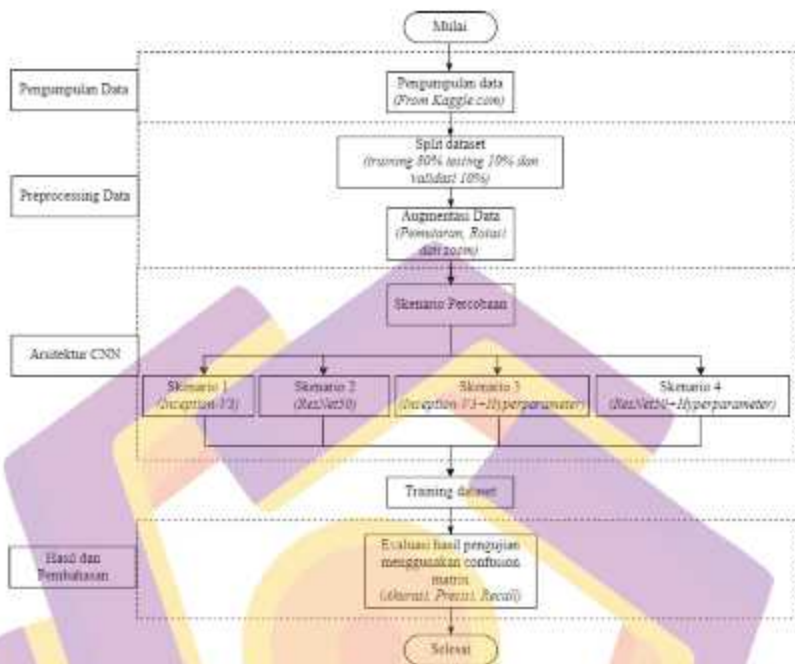 Mulai
Pengumpulan Data
Pengumpulan data
(From Kaggle.com)
Preprocessing Data
Split dataset
(training 80% testing 10% dan
validasi 10%)
Augmentasi Data
(Pemutaran, Rotasi
dan zoom)
Arsitektur CNN
Skenario Percobaan
Skenario 1
(Inception-V3)
Skenario 2
(ResNet50)
Skenario 3
(Inception-V3+Hyperparameter)
Skenario 4
(ResNet50+Hyperparameter)
Training dataset
Hasil dan
Pembahasan
Evaluasi hasil pengujian
menggunakan confusion
matrix
(Akurasi, Presisi, Recall)
Selesai